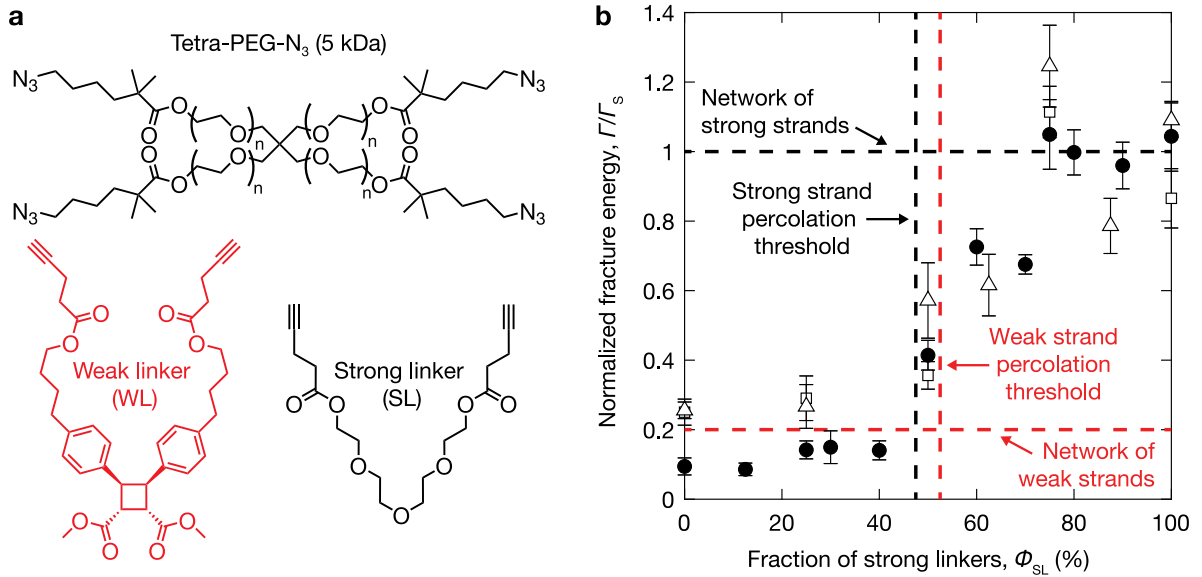 a
Tetra-PEG-N3 (5 kDa)
N3
N3
O
O
O
O
O
O
n
n
O
O
O
O
O
O
n
n
N3
N3
O
O
O
O
Weak linker
(WL)
O
O
O
O
Strong linker
(SL)
O
O
O
O
O
O
O
b
Normalized fracture energy, Γ/ΓS
1.4
1.2
1
0.8
0.6
0.4
0.2
0
Network of
strong strands
Strong strand
percolation
threshold
Weak strand
percolation
threshold
Network of
weak strands
0
20
40
60
80
100
Fraction of strong linkers, ΦSL (%)